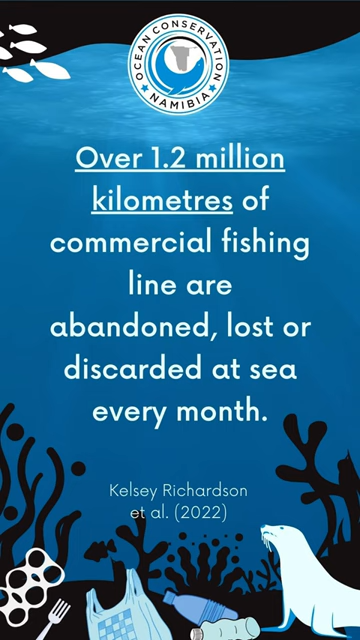 OCEAN CONSERVATION
NAMIBIA
Over 1.2 million
kilometres of
commercial fishing
line are
abandoned, lost or
discarded at sea
every month.
Kelsey Richardson
et al. (2022)